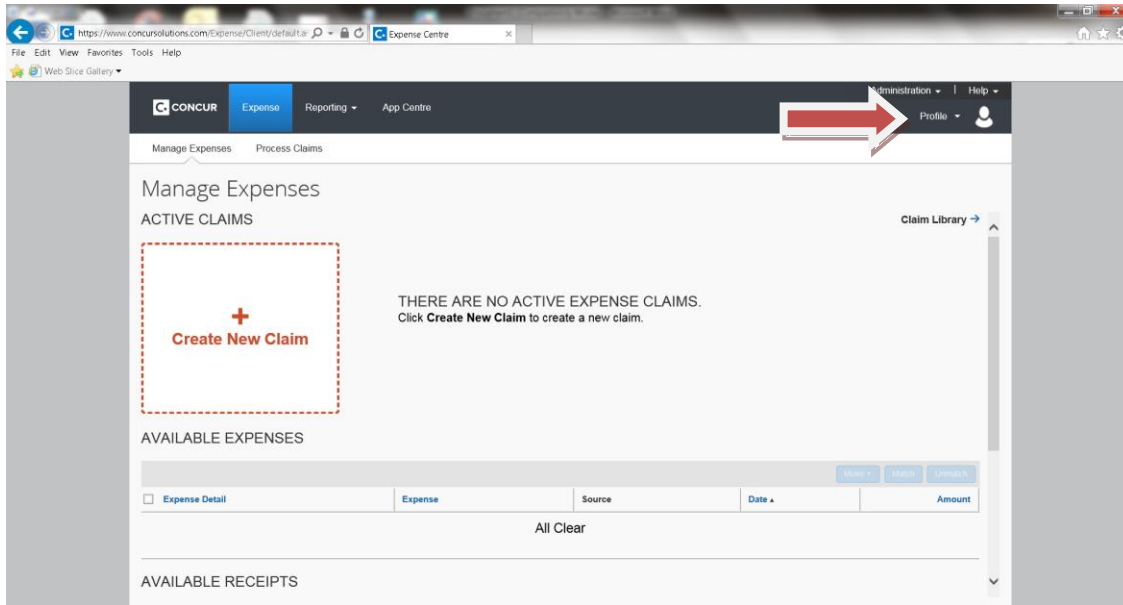 https://www.concursolutions.com/Expense/Client/default.a Expense Centre
File Edit View Favorites Tools Help
Web Slice Gallery
Administration | Help
C. CONCUR Expense Reporting App Centre Profile
Manage Expenses Process Claims
Manage Expenses
ACTIVE CLAIMS Claim Library
Create New Claim
THERE ARE NO ACTIVE EXPENSE CLAIMS.
Click Create New Claim to create a new claim.
AVAILABLE EXPENSES
Move Match Unmatch
Expense Detail Expense Source Date Amount
All Clear
AVAILABLE RECEIPTS